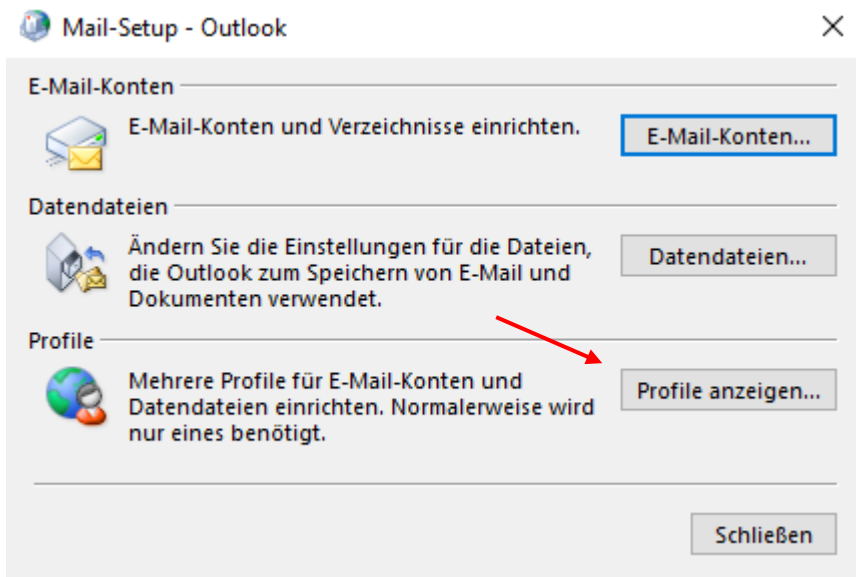 Mail-Setup - Outlook
E-Mail-Konten
E-Mail-Konten und Verzeichnisse einrichten.
E-Mail-Konten...
Datendateien
Ändern Sie die Einstellungen für die Dateien,
die Outlook zum Speichern von E-Mail und
Dokumenten verwendet.
Datendateien...
Profile
Mehrere Profile für E-Mail-Konten und
Datendateien einrichten. Normalerweise wird
nur eines benötigt.
Profile anzeigen...
Schließen